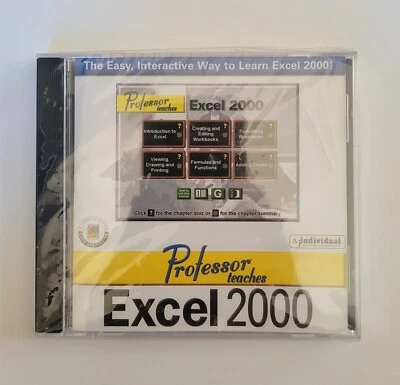 The Easy, Interactive Way to Learn Excel 2000!
Professor teaches Excel 2000
Introduction to Excel
Creating and Editing Workbooks
Formatting Worksheets
Viewing, Drawing and Printing
Formulas and Functions
Click ? for the chapter quiz or for the chapter summary
individual
Professor
teaches
Excel 2000